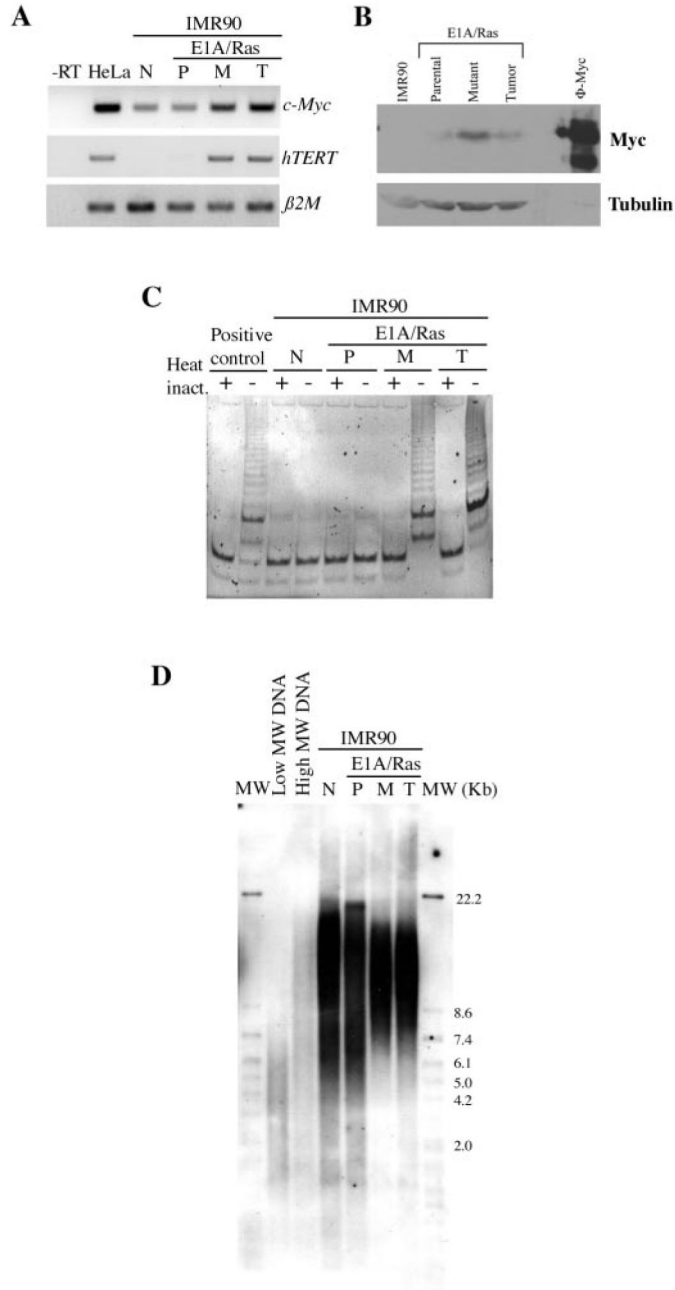 A
IMR90
E1A/Ras
-RT HeLa N P M T
c-Myc
hTERT
β2M
B
E1A/Ras
IMR90 Parental Mutant Tumor Φ-Myc
Myc
Tubulin
C
IMR90
Positive control
E1A/Ras
N P M T
Heat inact.
+ - + - + - + - + -
D
Low MW DNA
High MW DNA
IMR90
E1A/Ras
MW N P M T MW (Kb)
22.2
8.6
7.4
6.1
5.0
4.2
2.0